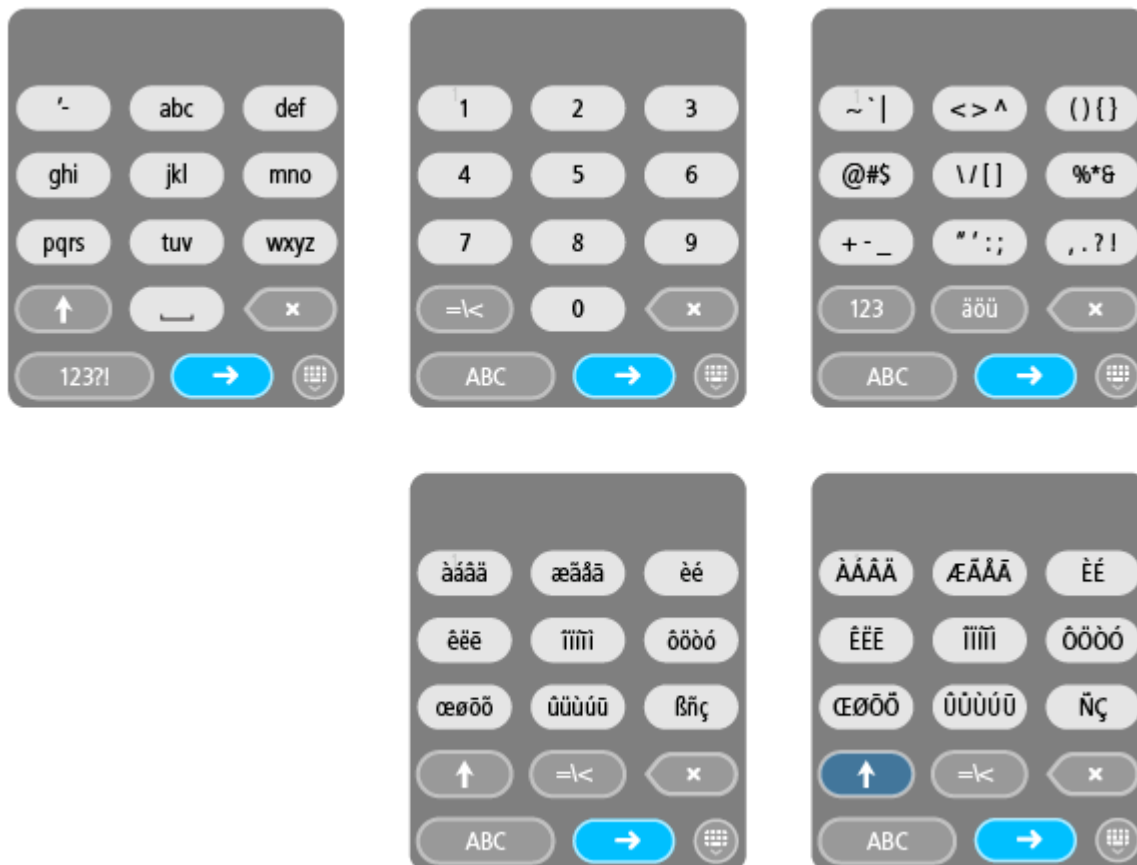 '- abc def
ghi jkl mno
pqrs tuv wxyz
123?!
1 2 3
4 5 6
7 8 9
=\< 0
ABC
~`| <>^ (){}
@#$ \/[] %*&
+-_ "':; ,.?!
123 äöü
ABC
àáâä æãåā èé
êëē îïīì ôöòó
œøōõ ûüùúū ßñç
=\<
ABC
ÀÁÂÄ ÆÃÅĀ ÈÉ
ÊËĒ ÔÖÒÓ
ŒØŌÕ ÛÜÙÚŪ ÑÇ
=\<
ABC